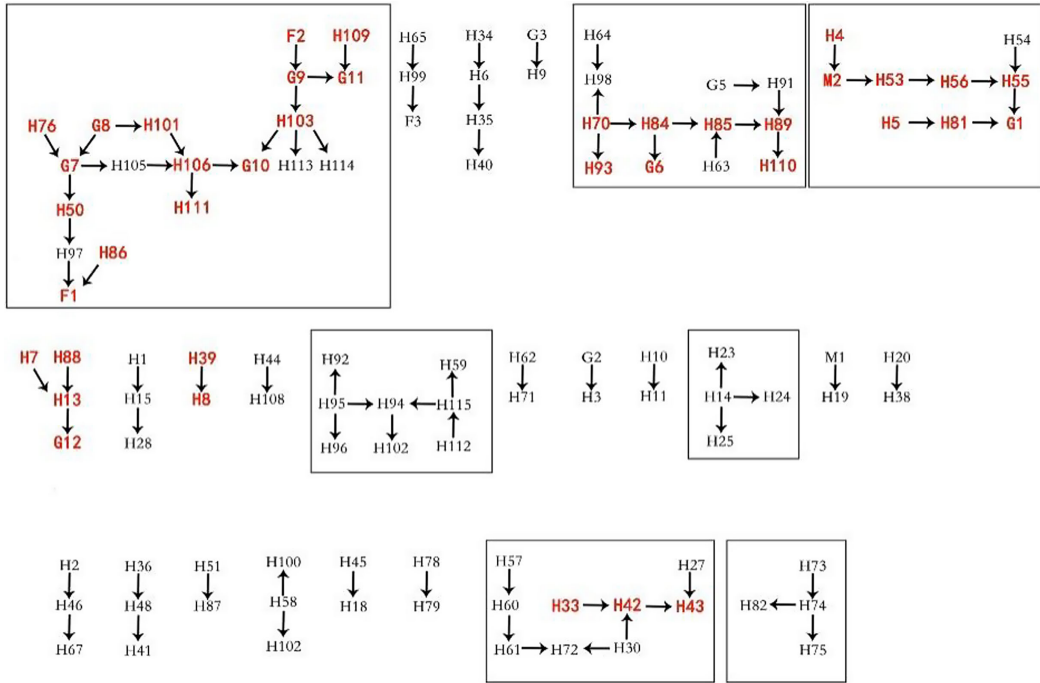 F2 H109
G9 G11
H76 G8 H101 H103
G7 H105 H106 G10 H113 H114
H50 H111
H97 H86
F1
H65 H34 G3
H99 H6 H9
F3 H35
H40
H64
H98 G5 H91
H70 H84 H85 H89
H93 G6 H63 H110
H4 H54
M2 H53 H56 H55
H5 H81 G1
H7 H88 H1 H39 H44
H13 H15 H8 H108
G12 H28
H92 H59
H95 H94 H115
H96 H102 H112
H62 G2 H10
H71 H3 H11
H23
H14 H24
H25
M1 H20
H19 H38
H2 H36 H51 H100 H45 H78
H46 H48 H87 H58 H18 H79
H67 H41 H102
H57 H27
H60 H33 H42 H43
H61 H72 H30
H73
H82 H74
H75